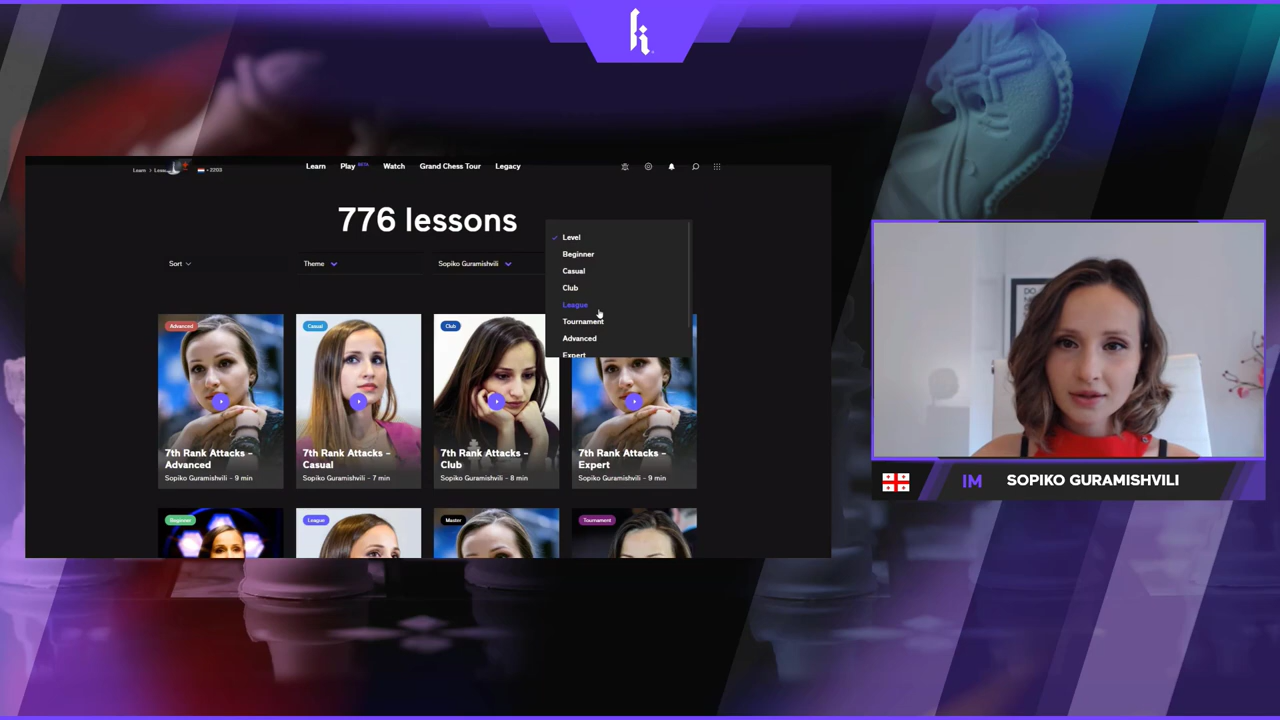 Learn
Play BETA
Watch
Grand Chess Tour
Legacy
Learn >
• 2203
776 lessons
Sort
Theme
Sopiko Guramishvili
Level
Beginner
Casual
Club
League
Tournament
Advanced
Expert
Advanced
7th Rank Attacks –
Advanced
Sopiko Guramishvili – 9 min
Casual
7th Rank Attacks –
Casual
Sopiko Guramishvili – 7 min
Club
7th Rank Attacks –
Club
Sopiko Guramishvili – 8 min
7th Rank Attacks –
Expert
Sopiko Guramishvili – 9 min
Beginner
League
Master
Tournament
IM SOPIKO GURAMISHVILI